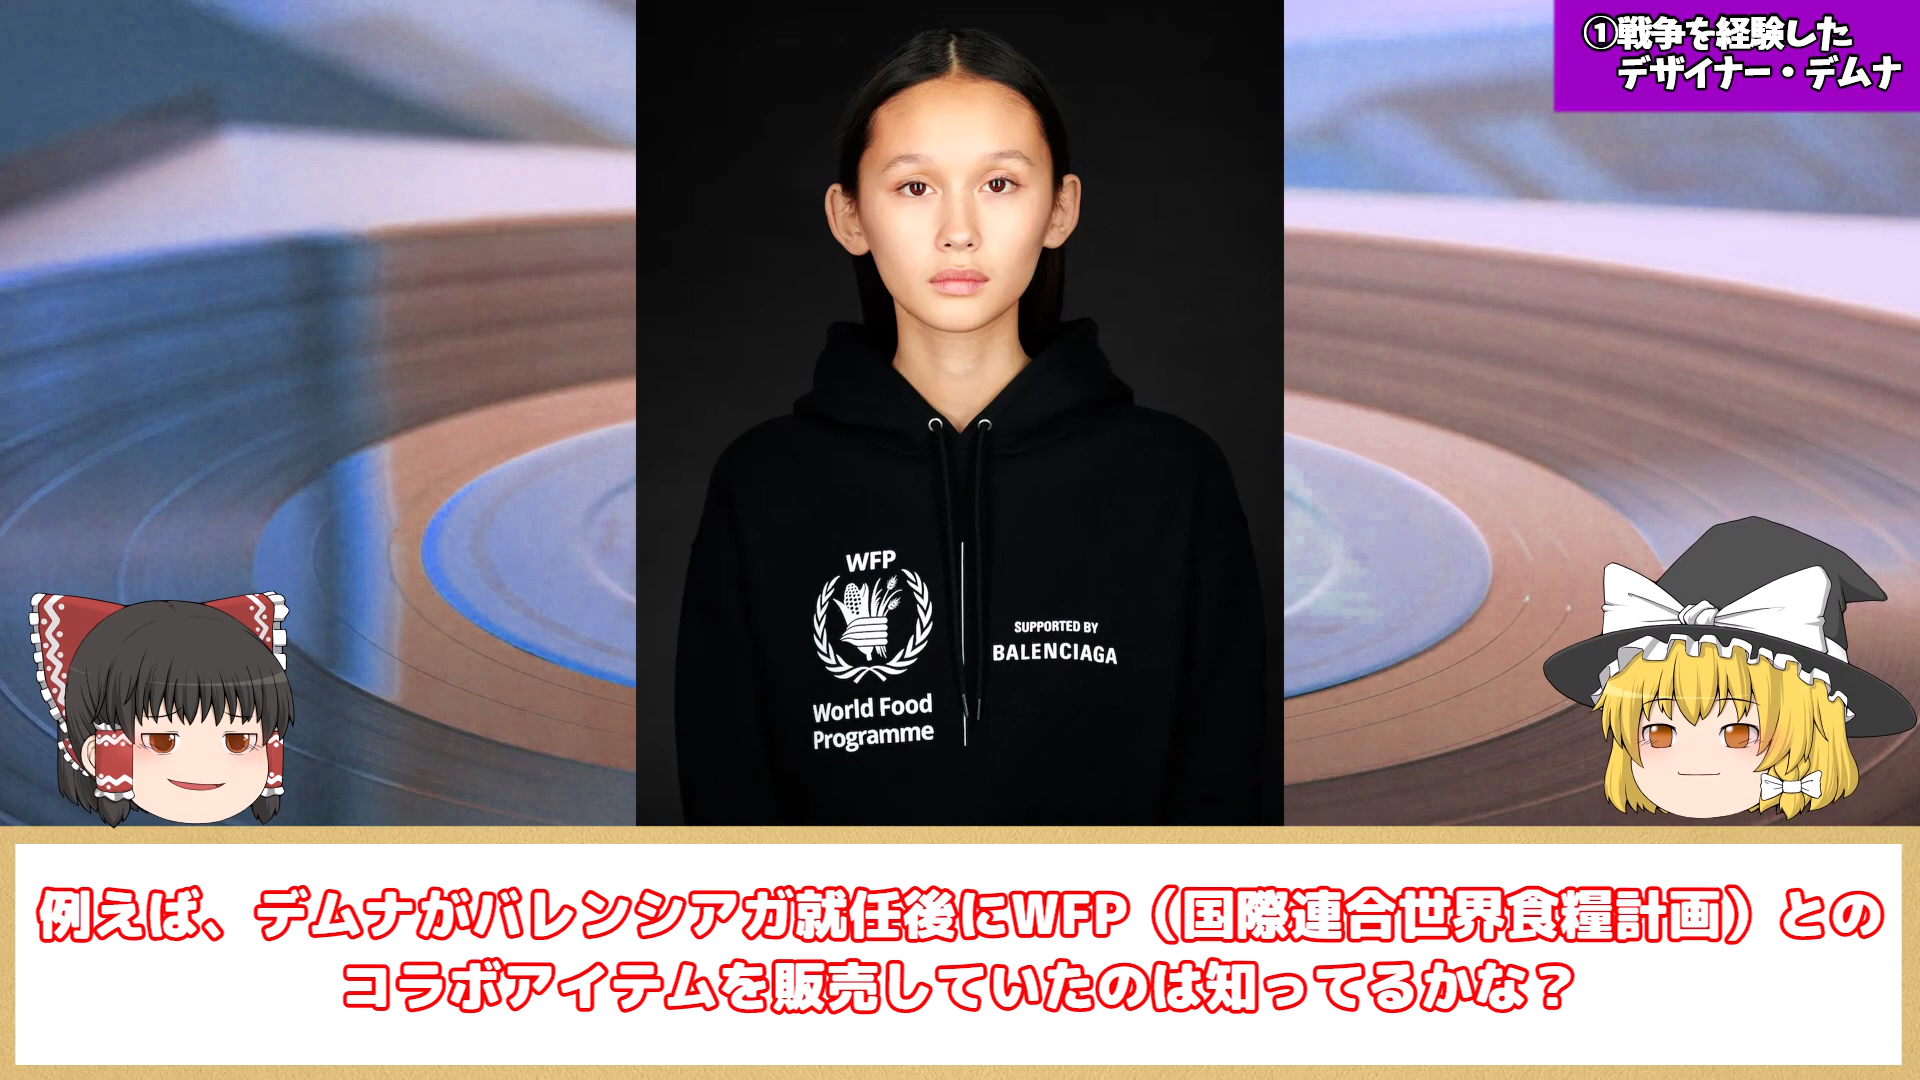 ①戦争を経験した
デザイナー・デムナ
WFP
World Food
Programme
SUPPORTED BY
BALENCIAGA
例えば、デムナがバレンシアガ就任後にWFP（国際連合世界食糧計画）との
コラボアイテムを販売していたのは知ってるかな？